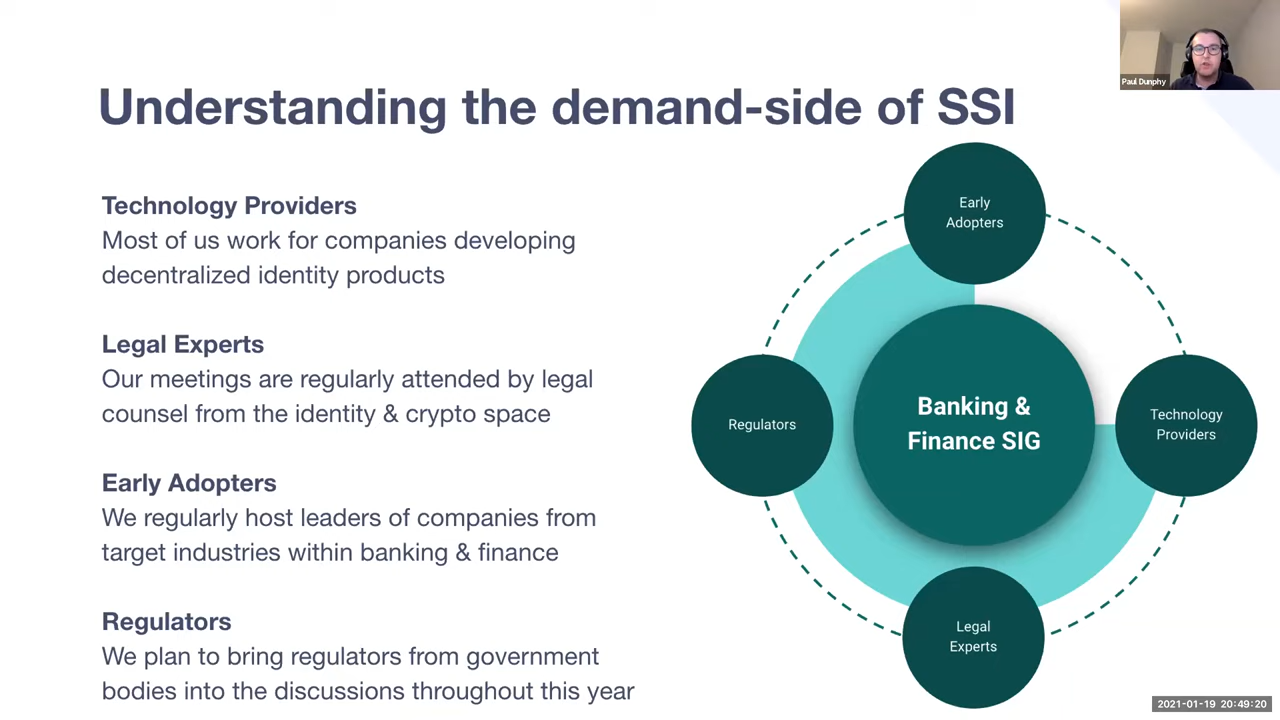 Paul Dunphy
Understanding the demand-side of SSI
Technology Providers
Most of us work for companies developing
decentralized identity products
Legal Experts
Our meetings are regularly attended by legal
counsel from the identity & crypto space
Early Adopters
We regularly host leaders of companies from
target industries within banking & finance
Regulators
We plan to bring regulators from government
bodies into the discussions throughout this year
Early
Adopters
Regulators
Banking &
Finance SIG
Technology
Providers
Legal
Experts
2021-01-19 20:49:20